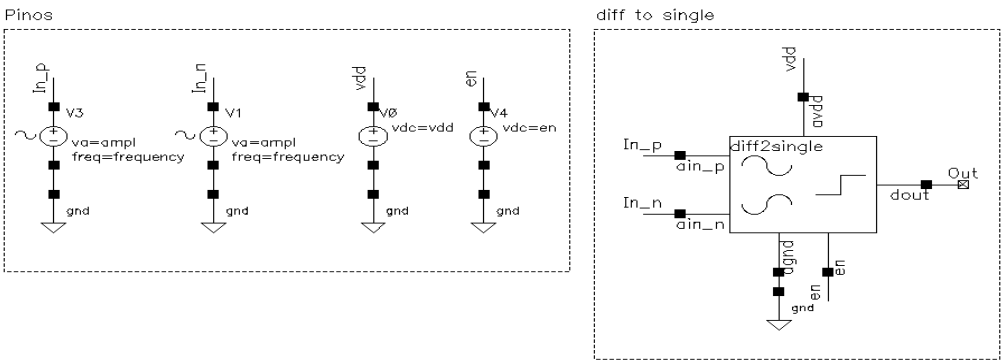 Pinos
diff to single
In_p
In_n
vdd
en
V3
V1
VØ
V4
va=ampl
freq=frequency
va=ampl
freq=frequency
vdc=vdd
vdc=en
gnd
gnd
gnd
gnd
vdd
avdd
In_p
ain_p
diff2single
In_n
ain_n
Out
dout
agnd
en
en
gnd